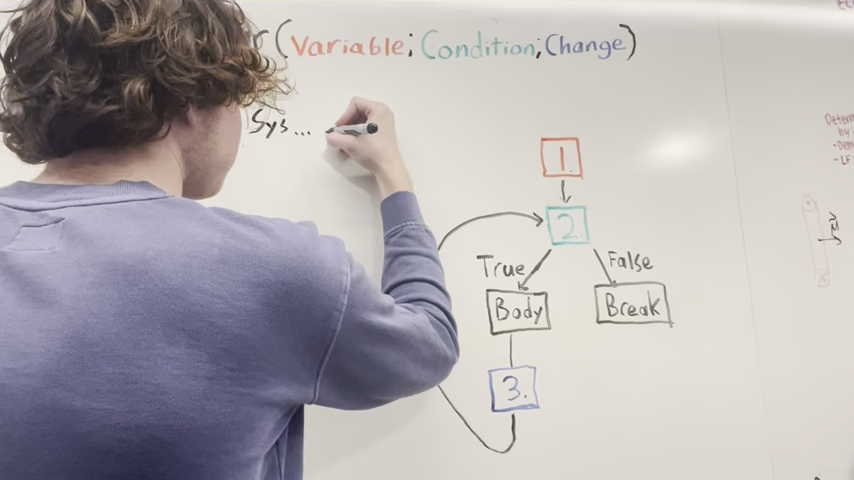 r(Variable; Condition; Change)
Sys...
1.
2.
True
False
Body
Break
3.